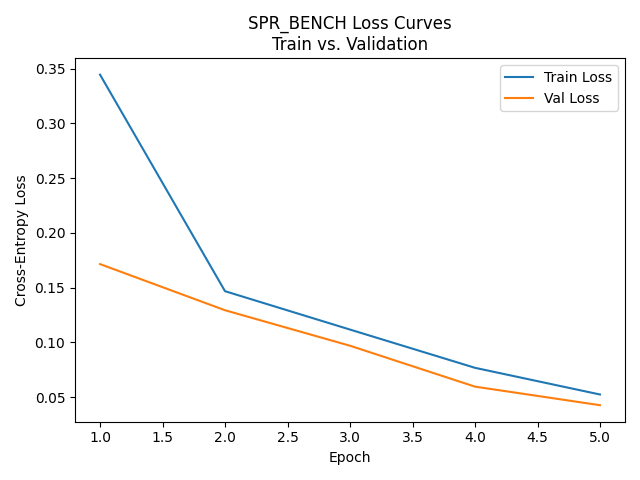 SPR_BENCH Loss Curves
Train vs. Validation
Train Loss
Val Loss
Cross-Entropy Loss
0.35
0.30
0.25
0.20
0.15
0.10
0.05
1.0 1.5 2.0 2.5 3.0 3.5 4.0 4.5 5.0
Epoch